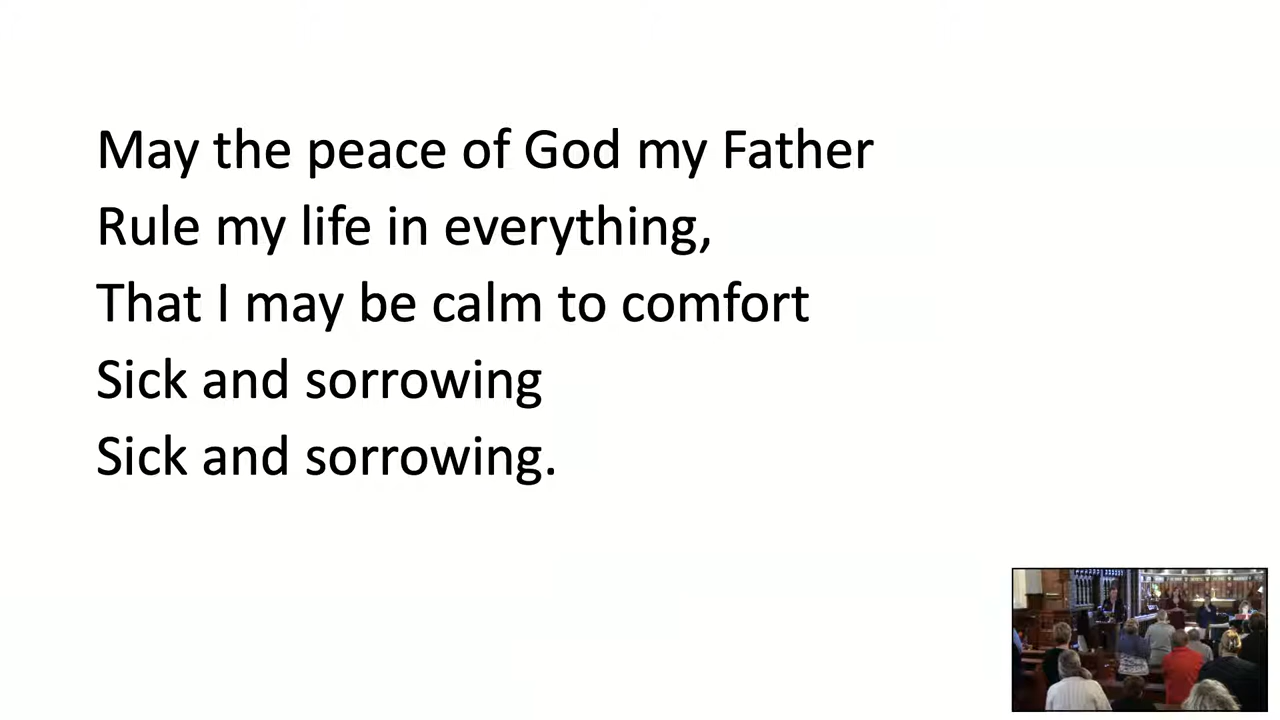 May the peace of God my Father
Rule my life in everything,
That I may be calm to comfort
Sick and sorrowing
Sick and sorrowing.